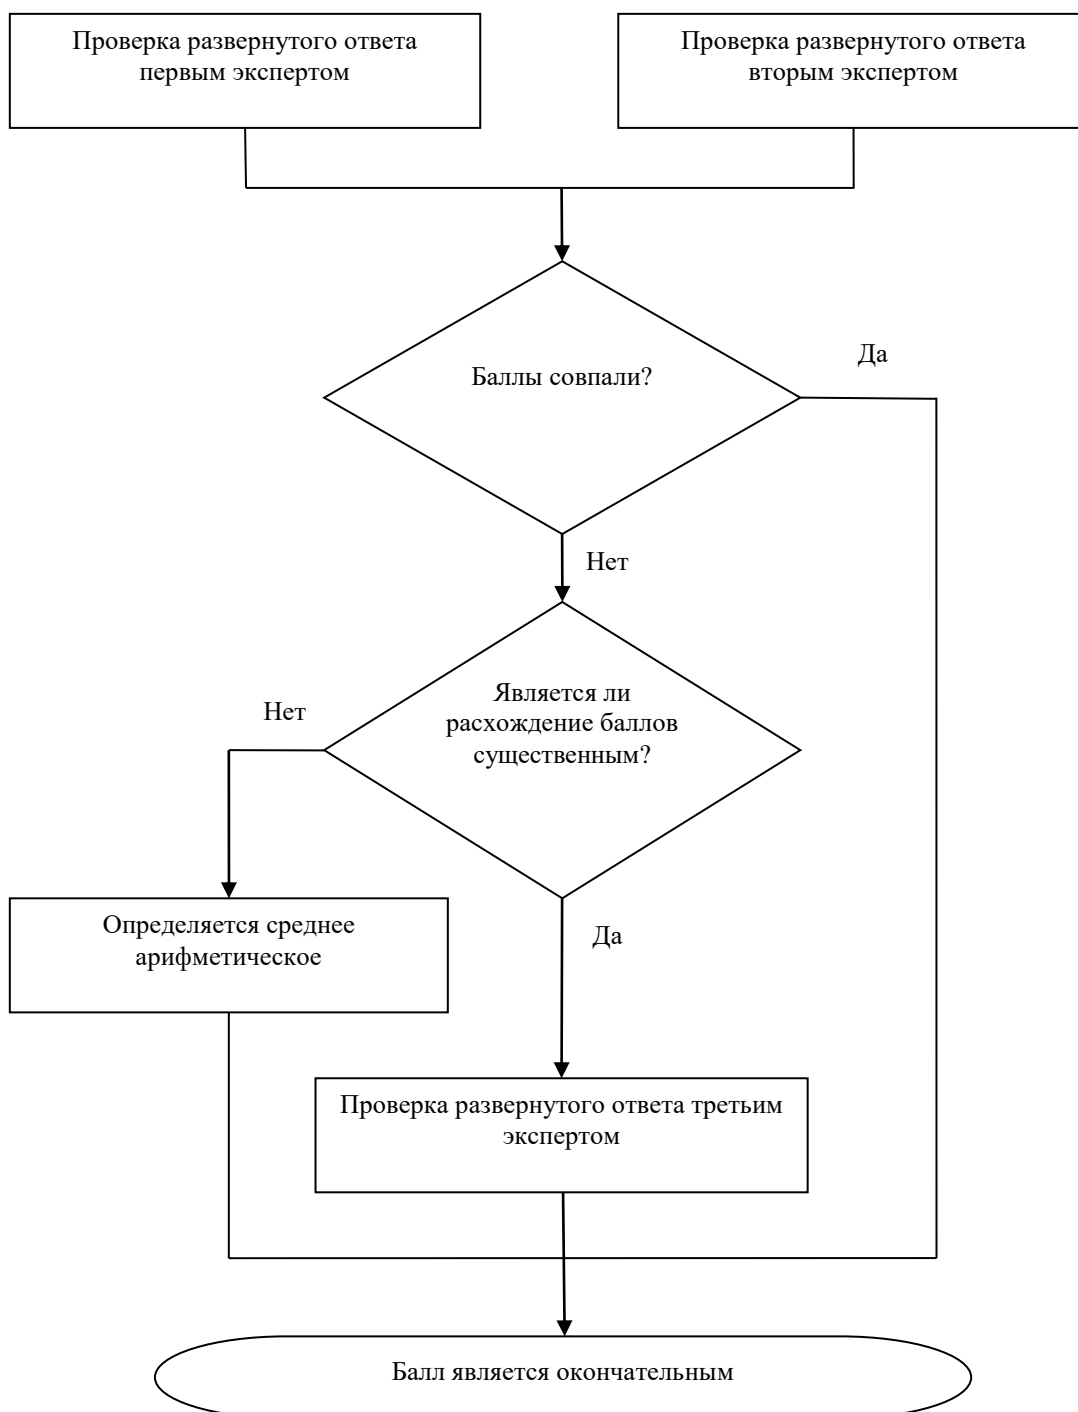 Проверка развернутого ответа
первым экспертом
Проверка развернутого ответа
вторым экспертом
Баллы совпали?
Да
Нет
Является ли
расхождение баллов
существенным?
Нет
Определяется среднее
арифметическое
Да
Проверка развернутого ответа третьим
экспертом
Балл является окончательным